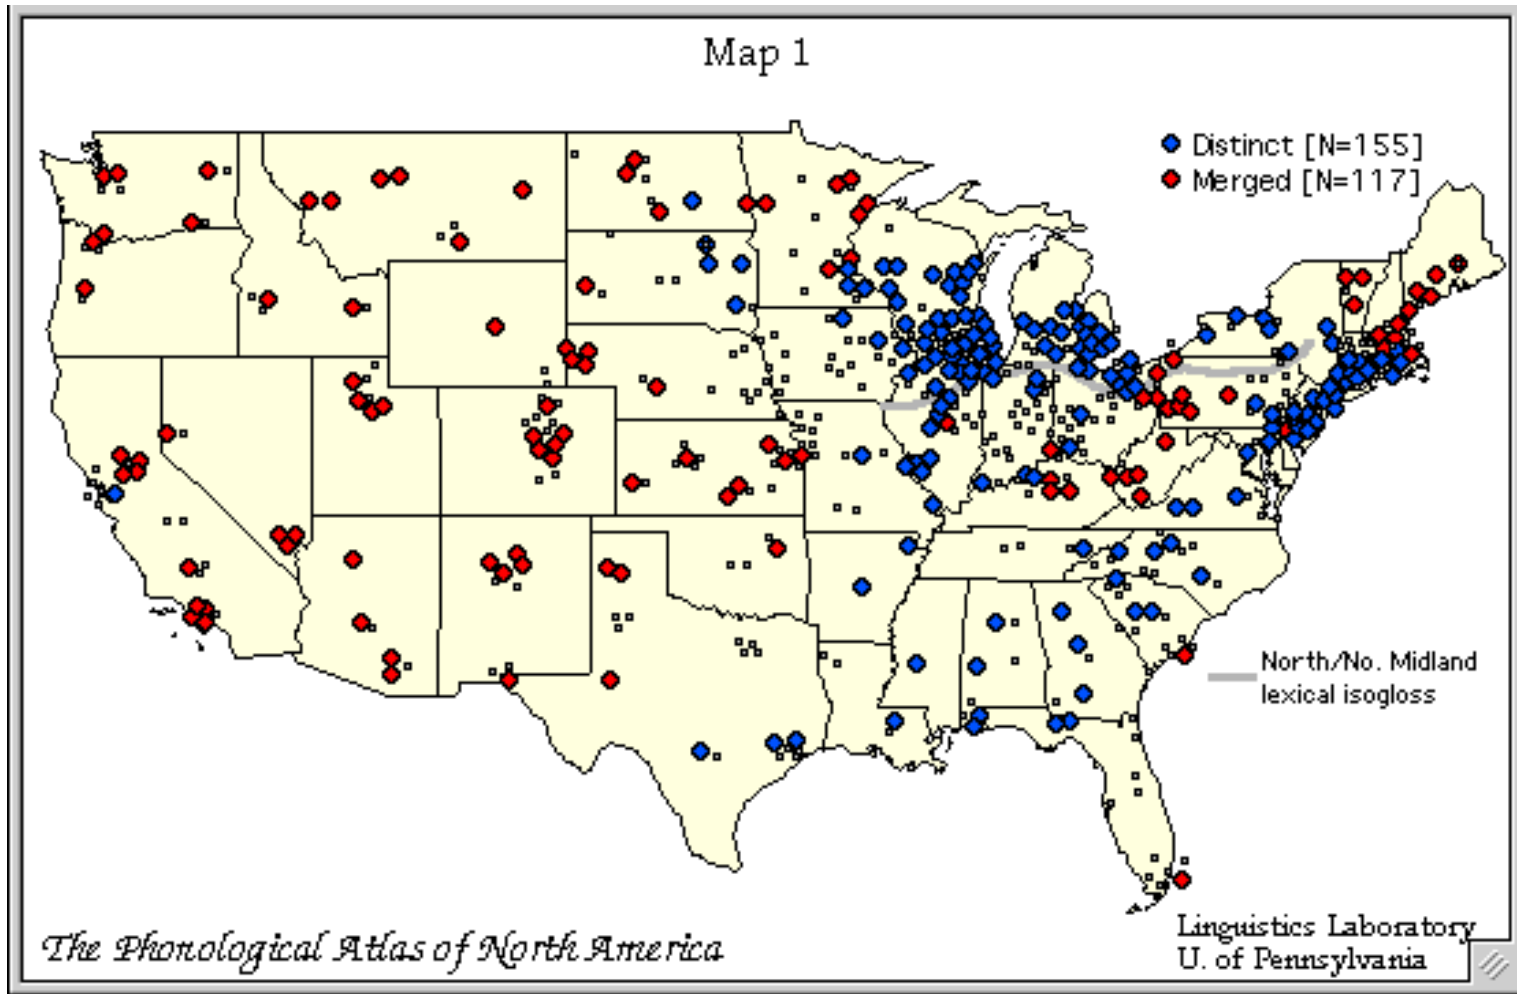 Map 1
Distinct [N=155]
Merged [N=117]
North/No. Midland
lexical isogloss
The Phonological Atlas of North America
Linguistics Laboratory
U. of Pennsylvania